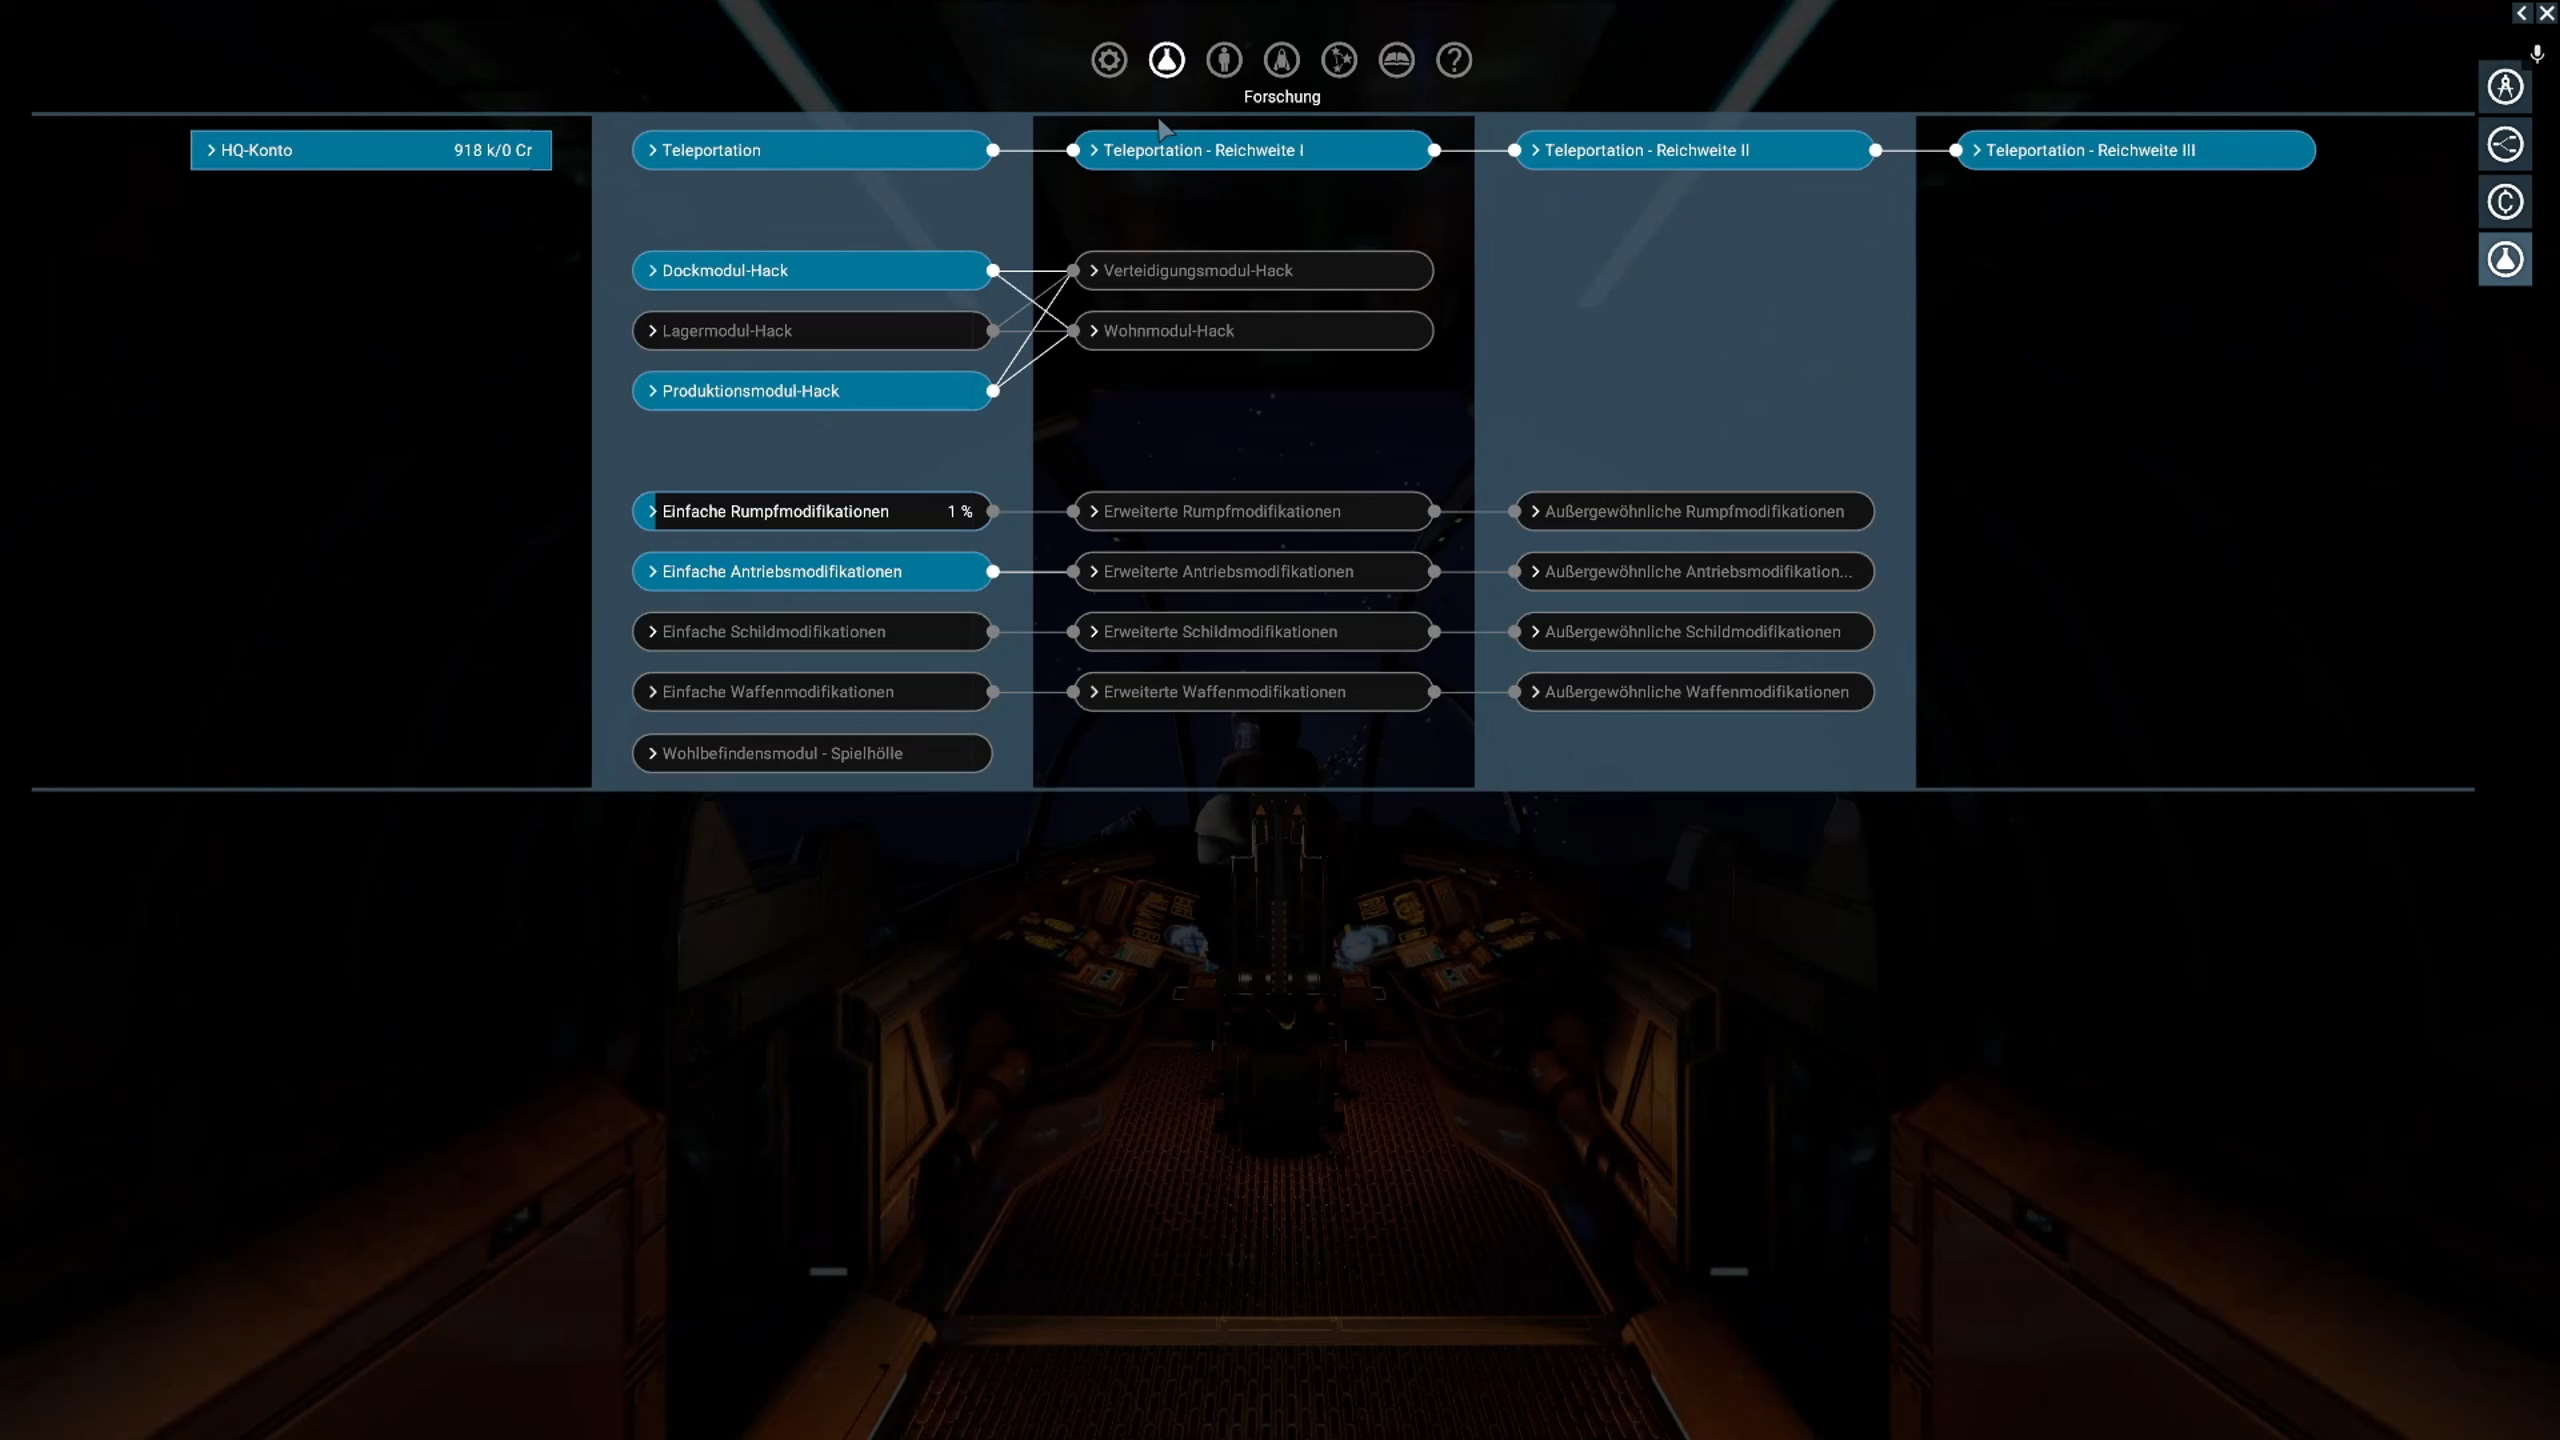 Forschung
HQ-Konto 918 k/0 Cr
Teleportation
Teleportation - Reichweite I
Teleportation - Reichweite II
Teleportation - Reichweite III
Dockmodul-Hack
Verteidigungsmodul-Hack
Lagermodul-Hack
Wohnmodul-Hack
Produktionsmodul-Hack
Einfache Rumpfmodifikationen 1 %
Erweiterte Rumpfmodifikationen
Außergewöhnliche Rumpfmodifikationen
Einfache Antriebsmodifikationen
Erweiterte Antriebsmodifikationen
Außergewöhnliche Antriebsmodifikation...
Einfache Schildmodifikationen
Erweiterte Schildmodifikationen
Außergewöhnliche Schildmodifikationen
Einfache Waffenmodifikationen
Erweiterte Waffenmodifikationen
Außergewöhnliche Waffenmodifikationen
Wohlbefindensmodul - Spielhölle